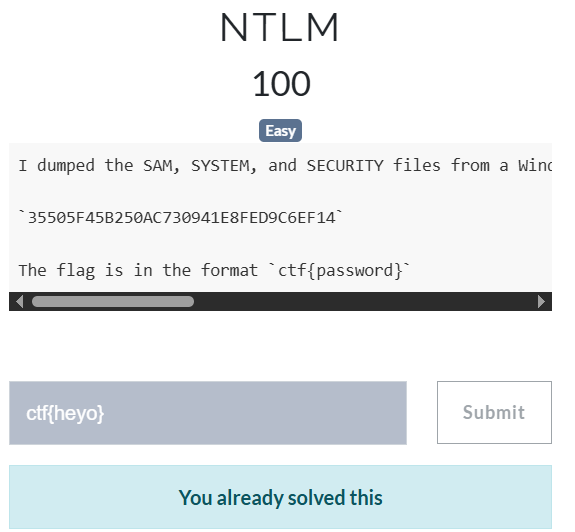 NTLM
100
Easy
I dumped the SAM, SYSTEM, and SECURITY files from a Wind
`35505F45B250AC730941E8FED9C6EF14`
The flag is in the format `ctf{password}`
ctf{heyo}
Submit
You already solved this